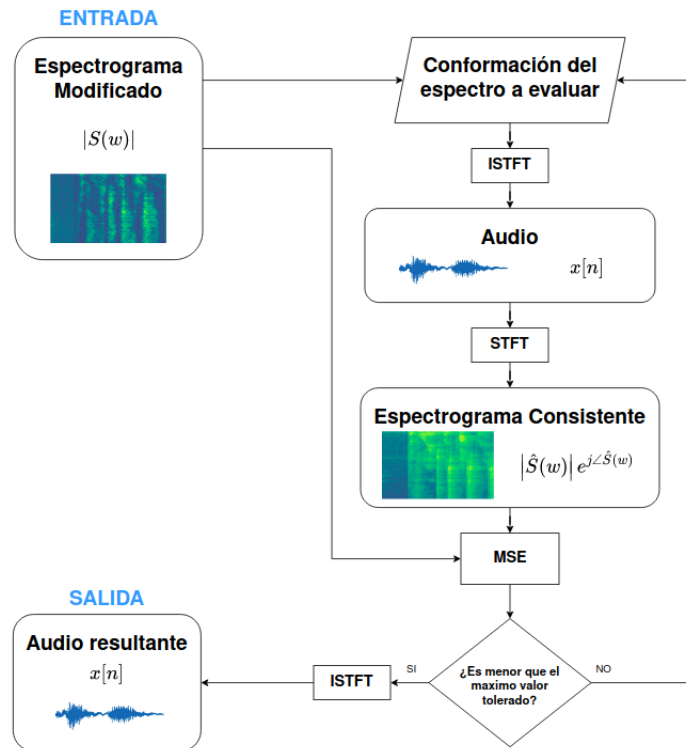 ENTRADA
Espectrograma
Modificado
|S(w)|
Conformación del
espectro a evaluar
ISTFT
Audio
x[n]
STFT
Espectrograma Consistente
|Ŝ(w)| e^{j∠Ŝ(w)}
MSE
¿Es menor que el
maximo valor
tolerado?
SI
NO
ISTFT
SALIDA
Audio resultante
x[n]